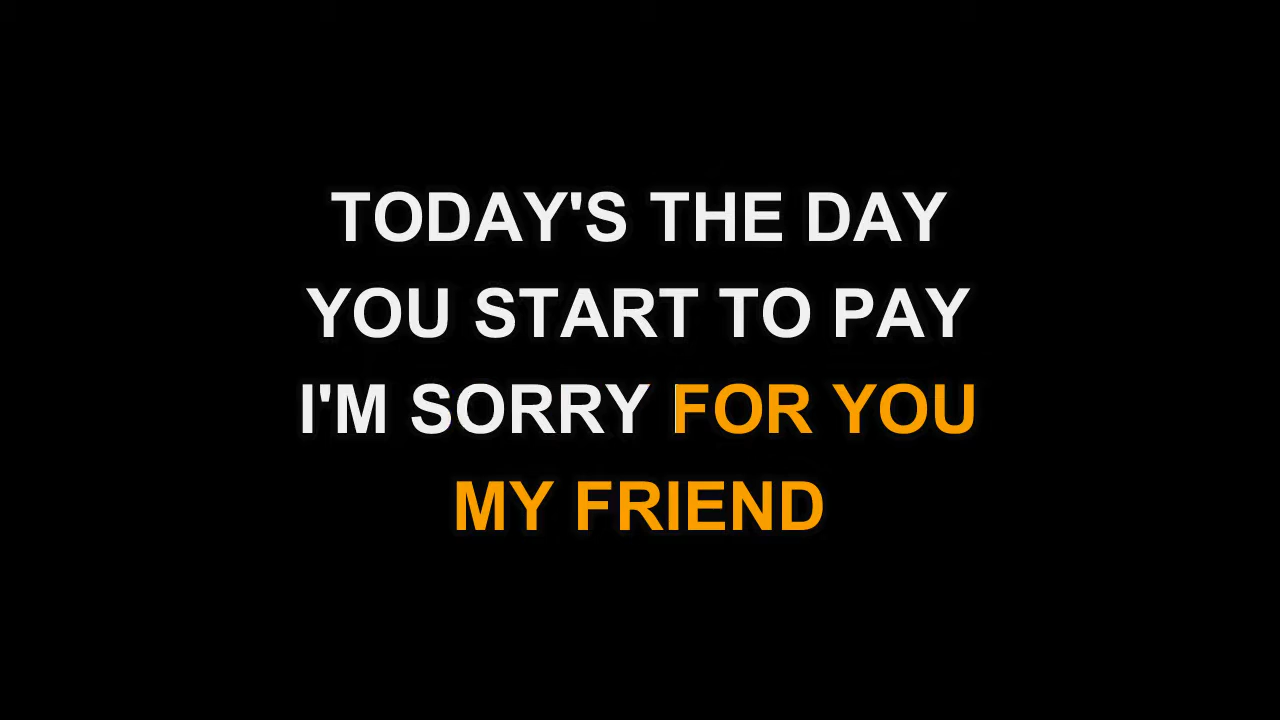 TODAY'S THE DAY
YOU START TO PAY
I'M SORRY FOR YOU
MY FRIEND